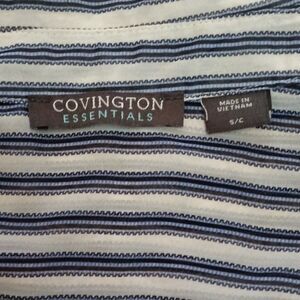 COVINGTON
ESSENTIALS
MADE IN
VIETNAM
S/C